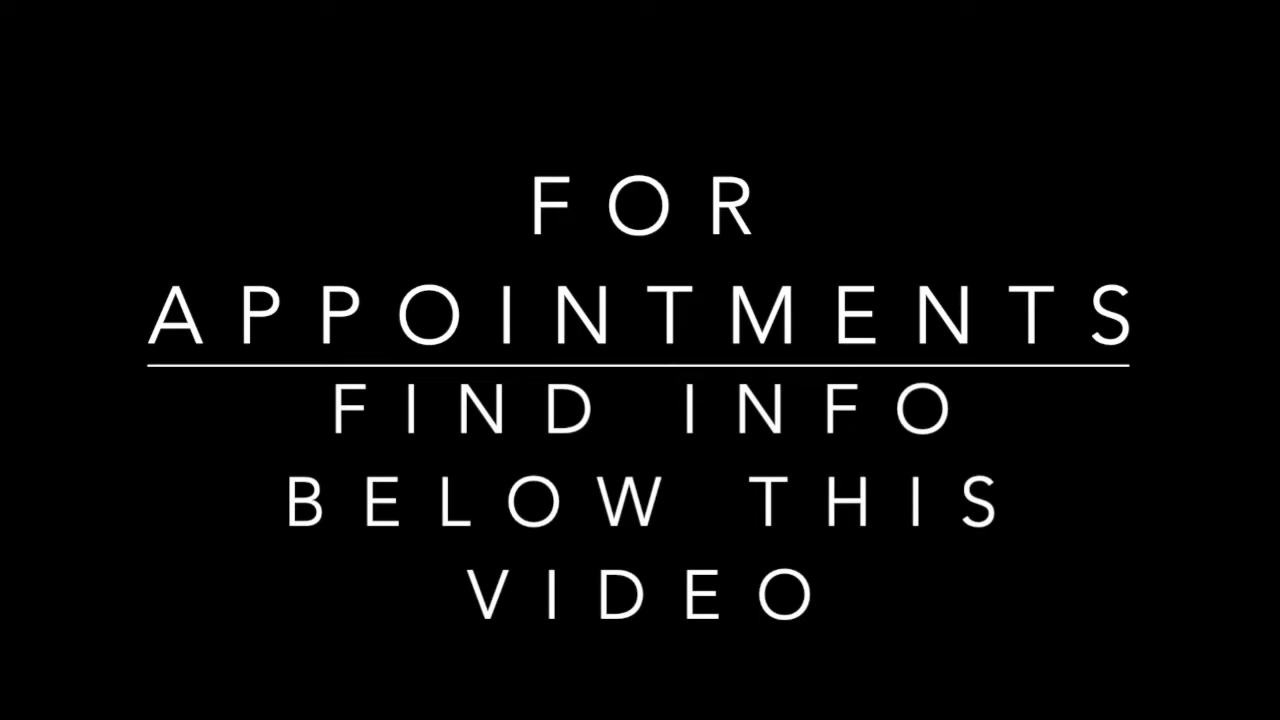 FOR
APPOINTMENTS
FIND INFO
BELOW THIS
VIDEO